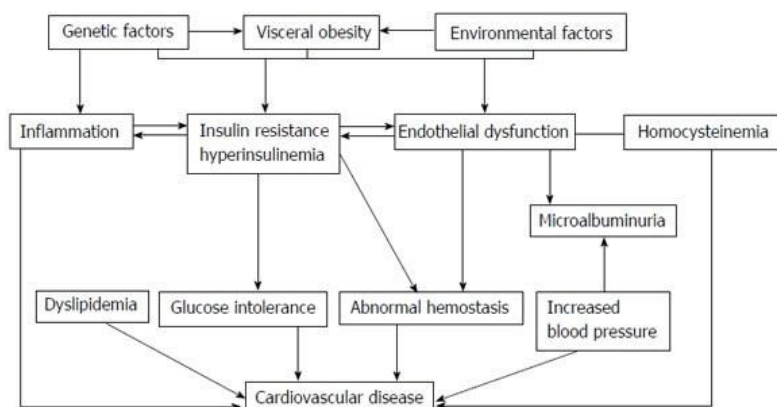 Genetic factors
Visceral obesity
Environmental factors
Inflammation
Insulin resistance
hyperinsulinemia
Endothelial dysfunction
Homocysteinemia
Microalbuminuria
Dyslipidemia
Glucose intolerance
Abnormal hemostasis
Increased
blood pressure
Cardiovascular disease